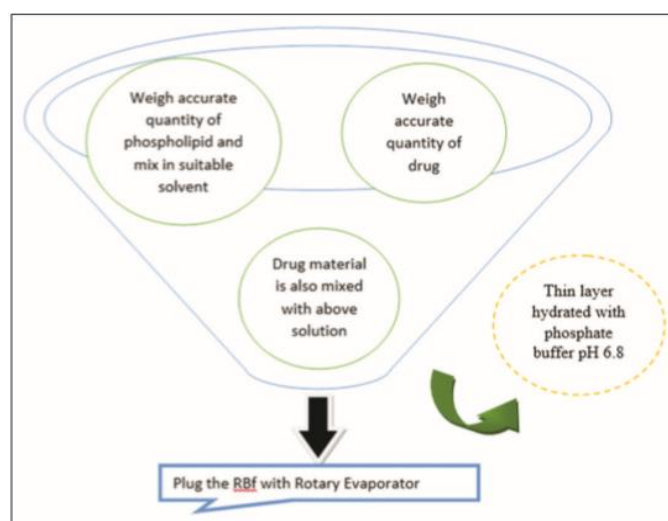 Weigh accurate
quantity of
phospholipid and
mix in suitable
solvent
Weigh
accurate
quantity of
drug
Drug material
is also mixed
with above
solution
Thin layer
hydrated with
phosphate
buffer pH 6.8
Plug the RBf with Rotary Evaporator